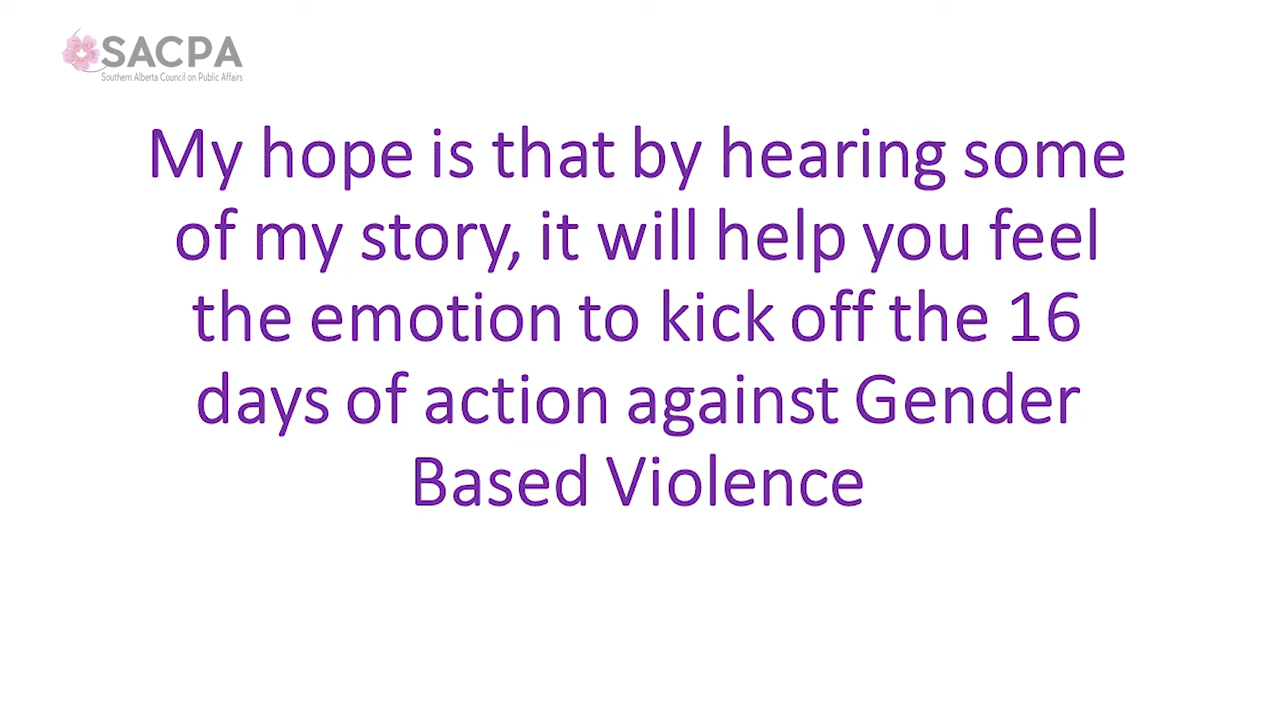 SACPA
Southern Alberta Council on Public Affairs
My hope is that by hearing some
of my story, it will help you feel
the emotion to kick off the 16
days of action against Gender
Based Violence